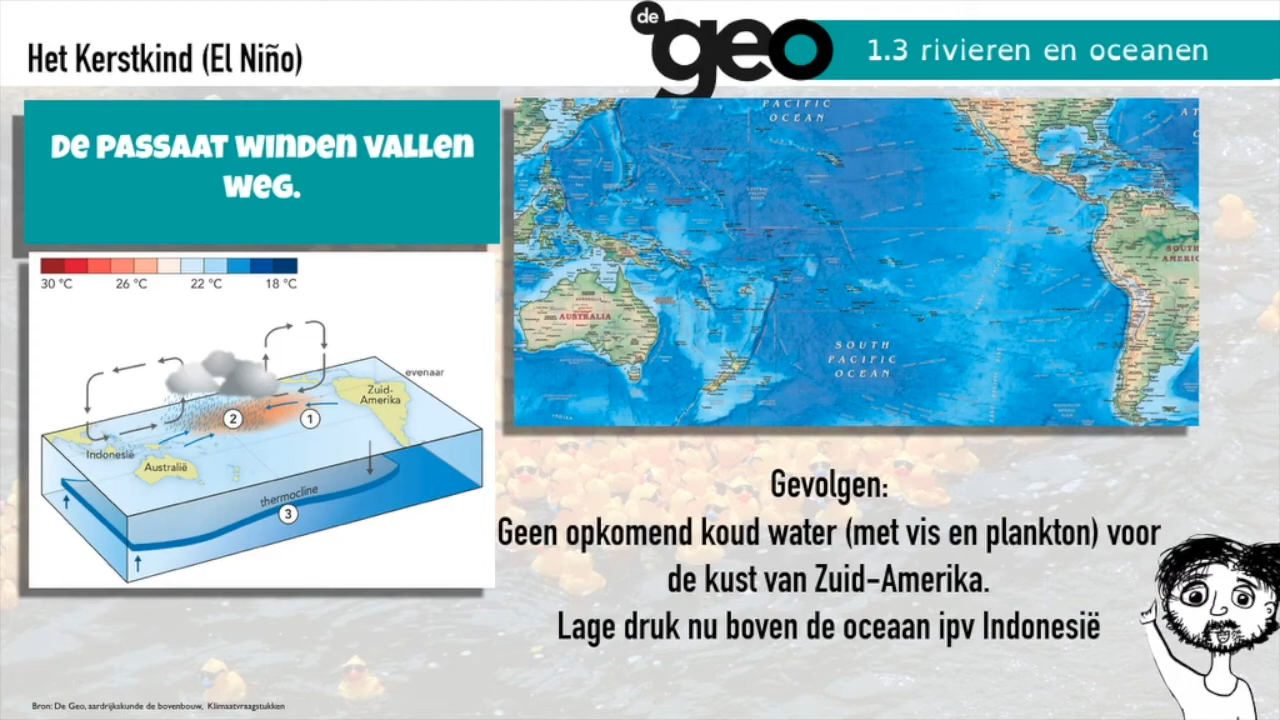 Het Kerstkind (El Niño)
de
geo
1.3 rivieren en oceanen
De passaat winden vallen
weg.
30 °C 26 °C 22 °C 18 °C
evenaar
Zuid-
Amerika
2
1
Indonesië
Australië
thermocline
3
PACIFIC
OCEAN
AT
SOUTH
AMERIC
AUSTRALIA
SOUTH
PACIFIC
OCEAN
Gevolgen:
Geen opkomend koud water (met vis en plankton) voor
de kust van Zuid-Amerika.
Lage druk nu boven de oceaan ipv Indonesië
Bron: De Geo, aardrijkskunde de bovenbouw, Klimaatvraagstukken